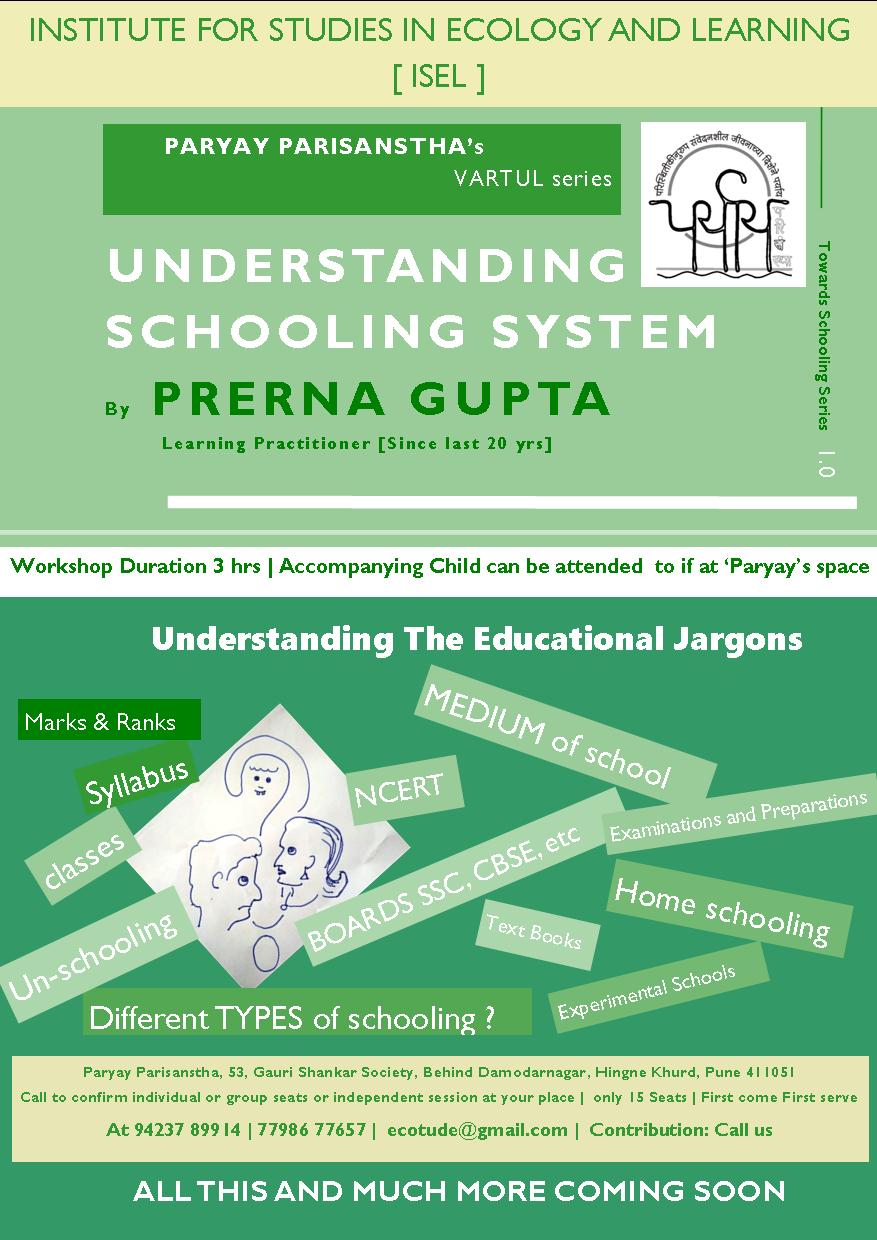 INSTITUTE FOR STUDIES IN ECOLOGY AND LEARNING
[ ISEL ]
PARYAY PARISANSTHA's
VARTUL series
परिस्थितीकीनुरुप संवेदनशील जीवनाच्या दिशेने पर्याय
UNDERSTANDING
SCHOOLING SYSTEM
By PRERNA GUPTA
Learning Practitioner [Since last 20 yrs]
Towards Schooling Series 1.0
Workshop Duration 3 hrs | Accompanying Child can be attended to if at ‘Paryay’s space
Understanding The Educational Jargons
MEDIUM of school
Marks & Ranks
Syllabus
NCERT
Examinations and Preparations
classes
BOARDS SSC, CBSE, etc
Home schooling
Text Books
Un-schooling
Experimental Schools
Different TYPES of schooling ?
Paryay Parisanstha, 53, Gauri Shankar Society, Behind Damodarnagar, Hingne Khurd, Pune 411051
Call to confirm individual or group seats or independent session at your place | only 15 Seats | First come First serve
At 94237 89914 | 77986 77657 | ecotude@gmail.com | Contribution: Call us
ALL THIS AND MUCH MORE COMING SOON